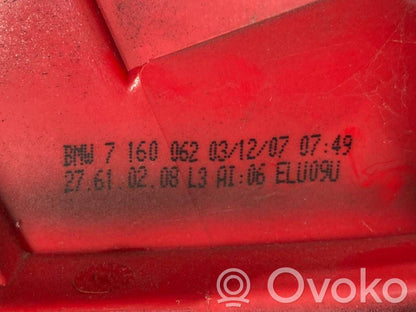 BMW 7 160 062 03/12/07 07:49
27.61.02.08 L3 AI:06 ELU09U
Ovoko